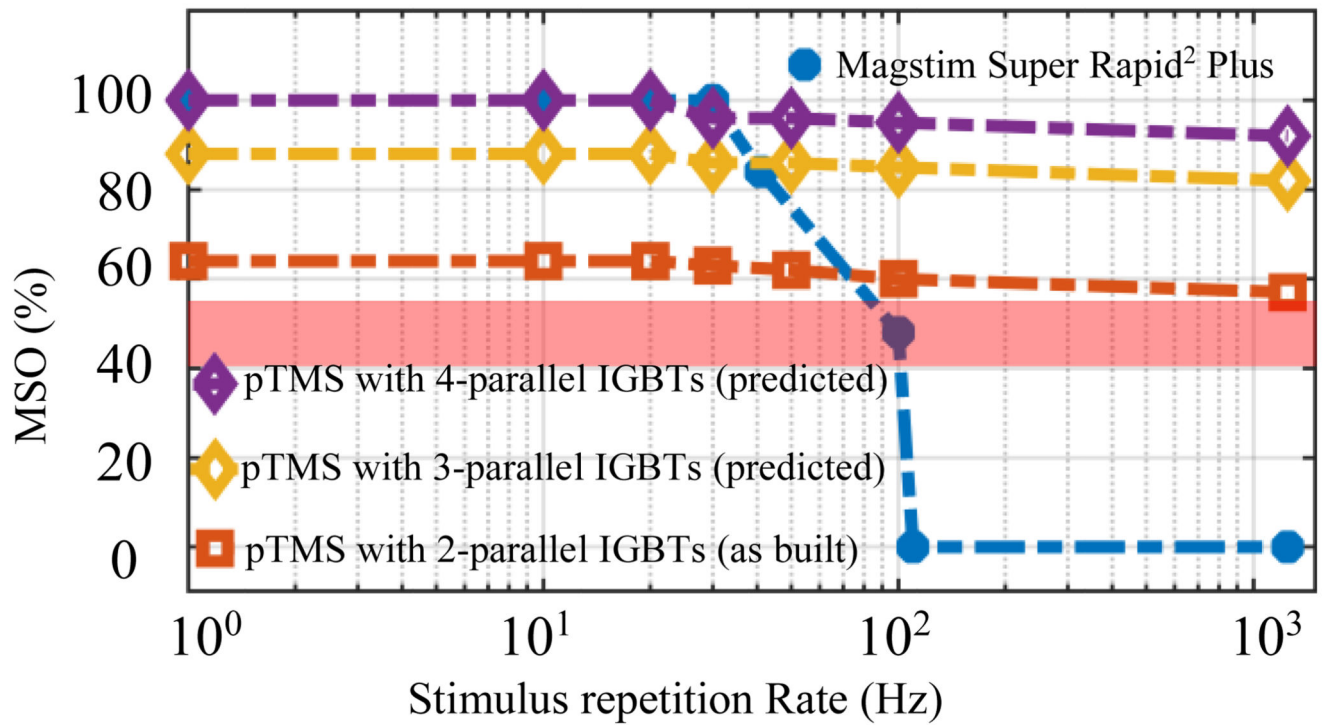 Magstim Super Rapid² Plus
100
80
60
40
20
0
MSO (%)
pTMS with 4-parallel IGBTs (predicted)
pTMS with 3-parallel IGBTs (predicted)
pTMS with 2-parallel IGBTs (as built)
10⁰ 10¹ 10² 10³
Stimulus repetition Rate (Hz)